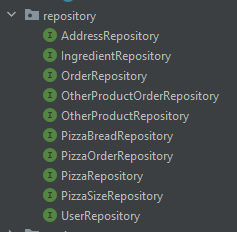 repository
AddressRepository
IngredientRepository
OrderRepository
OtherProductOrderRepository
OtherProductRepository
PizzaBreadRepository
PizzaOrderRepository
PizzaRepository
PizzaSizeRepository
UserRepository